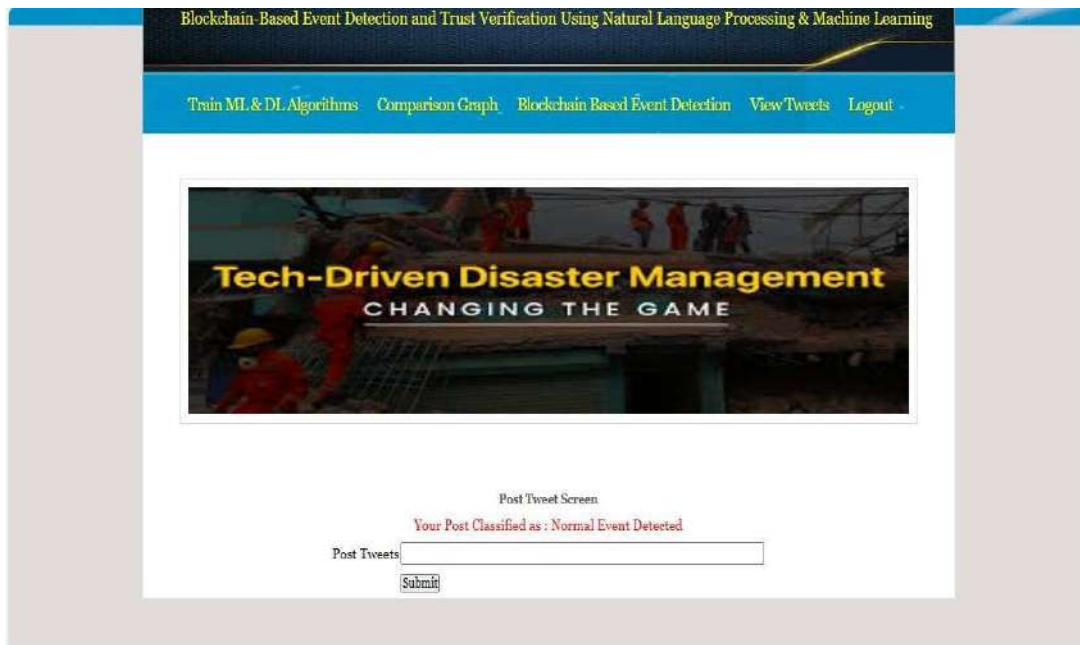 Blockchain-Based Event Detection and Trust Verification Using Natural Language Processing & Machine Learning
Train ML & DL Algorithms Comparison Graph Blockchain Based Event Detection View Tweets Logout
Tech-Driven Disaster Management
CHANGING THE GAME
Post Tweet Screen
Your Post Classified as : Normal Event Detected
Post Tweets
Submit